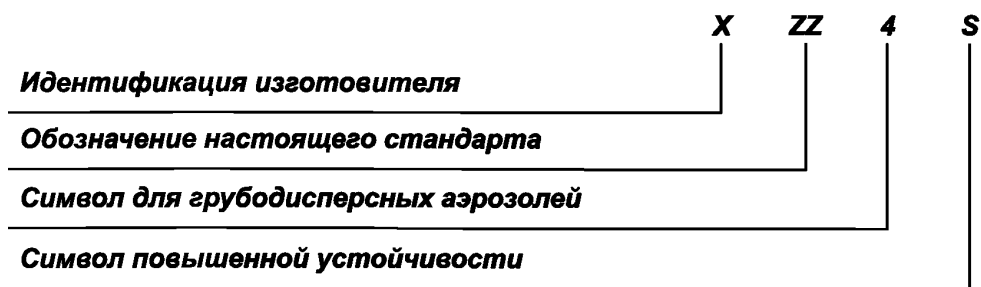 X ZZ 4 S
Идентификация изготовителя
Обозначение настоящего стандарта
Символ для грубодисперсных аэрозолей
Символ повышенной устойчивости